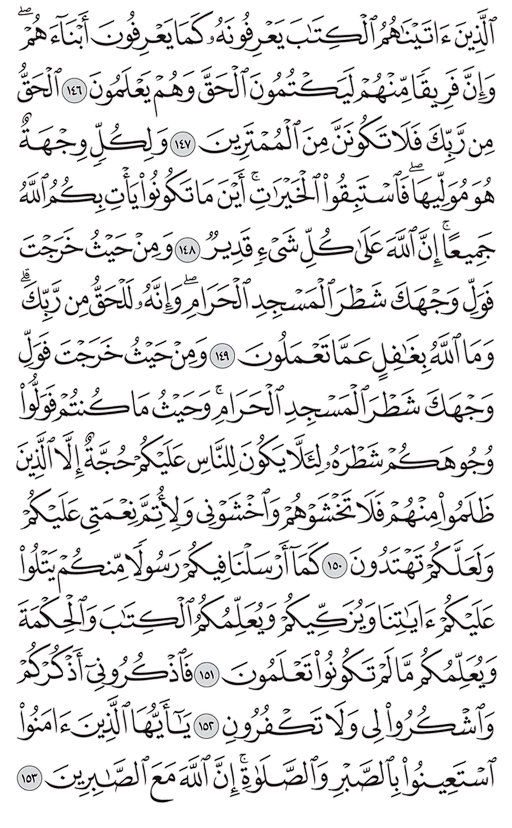 ٱلَّذِينَ ءَاتَيْنَٰهُمُ ٱلْكِتَٰبَ يَعْرِفُونَهُۥ كَمَا يَعْرِفُونَ أَبْنَآءَهُمْۖ
وَإِنَّ فَرِيقًا مِّنْهُمْ لَيَكْتُمُونَ ٱلْحَقَّ وَهُمْ يَعْلَمُونَ ١٤٦ ٱلْحَقُّ
مِن رَّبِّكَ فَلَا تَكُونَنَّ مِنَ ٱلْمُمْتَرِينَ ١٤٧ وَلِكُلٍّ وِجْهَةٌ
هُوَ مُوَلِّيهَاۖ فَٱسْتَبِقُوا۟ ٱلْخَيْرَٰتِۚ أَيْنَ مَا تَكُونُوا۟ يَأْتِ بِكُمُ ٱللَّهُ
جَمِيعًاۚ إِنَّ ٱللَّهَ عَلَىٰ كُلِّ شَىْءٍ قَدِيرٌ ١٤٨ وَمِنْ حَيْثُ خَرَجْتَ
فَوَلِّ وَجْهَكَ شَطْرَ ٱلْمَسْجِدِ ٱلْحَرَامِۖ وَإِنَّهُۥ لَلْحَقُّ مِن رَّبِّكَۗ
وَمَا ٱللَّهُ بِغَٰفِلٍ عَمَّا تَعْمَلُونَ ١٤٩ وَمِنْ حَيْثُ خَرَجْتَ فَوَلِّ
وَجْهَكَ شَطْرَ ٱلْمَسْجِدِ ٱلْحَرَامِۚ وَحَيْثُ مَا كُنتُمْ فَوَلُّوا۟
وُجُوهَكُمْ شَطْرَهُۥ لِئَلَّا يَكُونَ لِلنَّاسِ عَلَيْكُمْ حُجَّةٌ إِلَّا ٱلَّذِينَ
ظَلَمُوا۟ مِنْهُمْ فَلَا تَخْشَوْهُمْ وَٱخْشَوْنِى وَلِأُتِمَّ نِعْمَتِى عَلَيْكُمْ
وَلَعَلَّكُمْ تَهْتَدُونَ ١٥٠ كَمَآ أَرْسَلْنَا فِيكُمْ رَسُولًا مِّنكُمْ يَتْلُوا۟
عَلَيْكُمْ ءَايَٰتِنَا وَيُزَكِّيكُمْ وَيُعَلِّمُكُمُ ٱلْكِتَٰبَ وَٱلْحِكْمَةَ
وَيُعَلِّمُكُم مَّا لَمْ تَكُونُوا۟ تَعْلَمُونَ ١٥١ فَٱذْكُرُونِىٓ أَذْكُرْكُمْ
وَٱشْكُرُوا۟ لِى وَلَا تَكْفُرُونِ ١٥٢ يَٰٓأَيُّهَا ٱلَّذِينَ ءَامَنُوا۟
ٱسْتَعِينُوا۟ بِٱلصَّبْرِ وَٱلصَّلَوٰةِۚ إِنَّ ٱللَّهَ مَعَ ٱلصَّٰبِرِينَ ١٥٣